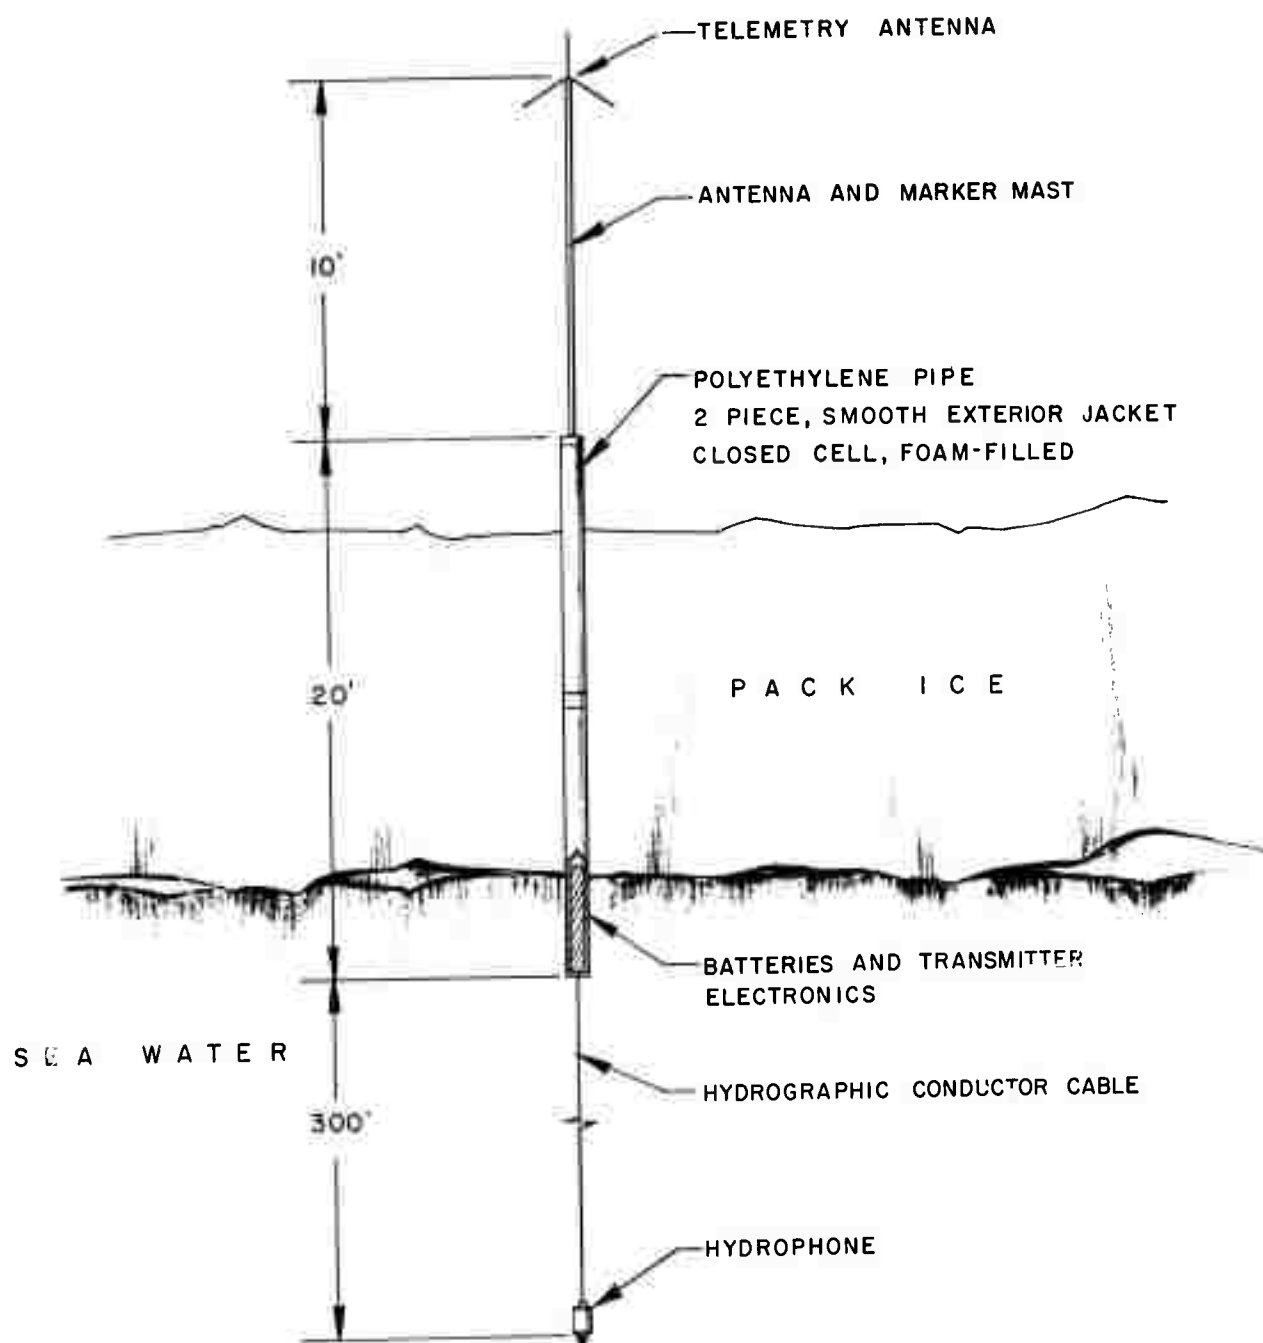 TELEMETRY ANTENNA
ANTENNA AND MARKER MAST
10'
POLYETHYLENE PIPE
2 PIECE, SMOOTH EXTERIOR JACKET
CLOSED CELL, FOAM-FILLED
PACK ICE
20'
BATTERIES AND TRANSMITTER
ELECTRONICS
SEA WATER
HYDROGRAPHIC CONDUCTOR CABLE
300'
HYDROPHONE